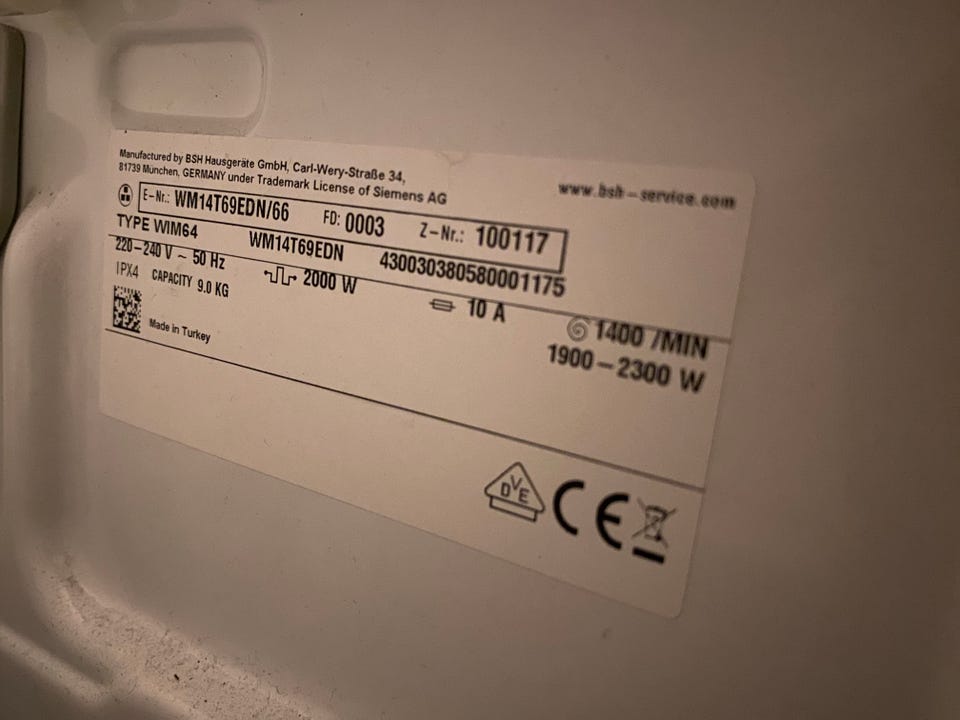 Manufactured by BSH Hausgeräte GmbH, Carl-Wery-Straße 34,
81739 München, GERMANY under Trademark License of Siemens AG
www.bsh-service.com
E-Nr.: WM14T69EDN/66 FD: 0003 Z-Nr.: 100117
TYPE WIM64 WM14T69EDN 430030380580001175
220-240 V ~ 50 Hz 2000 W 10 A 1400 /MIN
IPX4 CAPACITY 9.0 KG 1900-2300 W
Made in Turkey
DVE CE